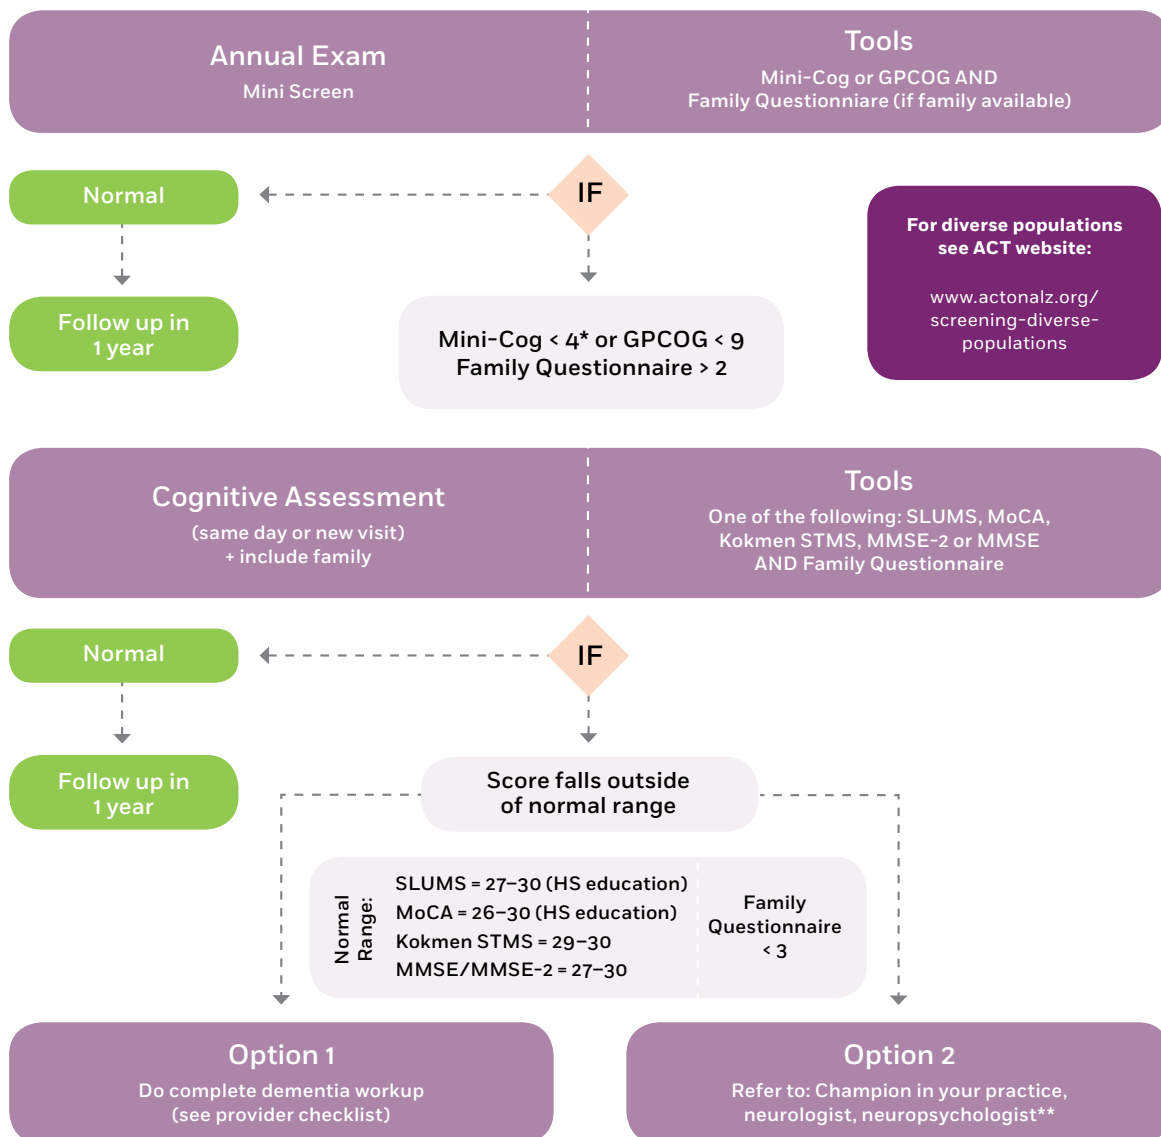 Annual Exam
Mini Screen
Tools
Mini-Cog or GPCOG AND
Family Questionniare (if family available)
IF
Normal
Follow up in
1 year
Mini-Cog < 4* or GPCOG < 9
Family Questionnaire > 2
For diverse populations
see ACT website:
www.actonalz.org/
screening-diverse-
populations
Cognitive Assessment
(same day or new visit)
+ include family
Tools
One of the following: SLUMS, MoCA,
Kokmen STMS, MMSE-2 or MMSE
AND Family Questionnaire
IF
Normal
Follow up in
1 year
Score falls outside
of normal range
Normal
Range:
SLUMS = 27–30 (HS education)
MoCA = 26–30 (HS education)
Kokmen STMS = 29–30
MMSE/MMSE-2 = 27–30
Family
Questionnaire
< 3
Option 1
Do complete dementia workup
(see provider checklist)
Option 2
Refer to: Champion in your practice,
neurologist, neuropsychologist**